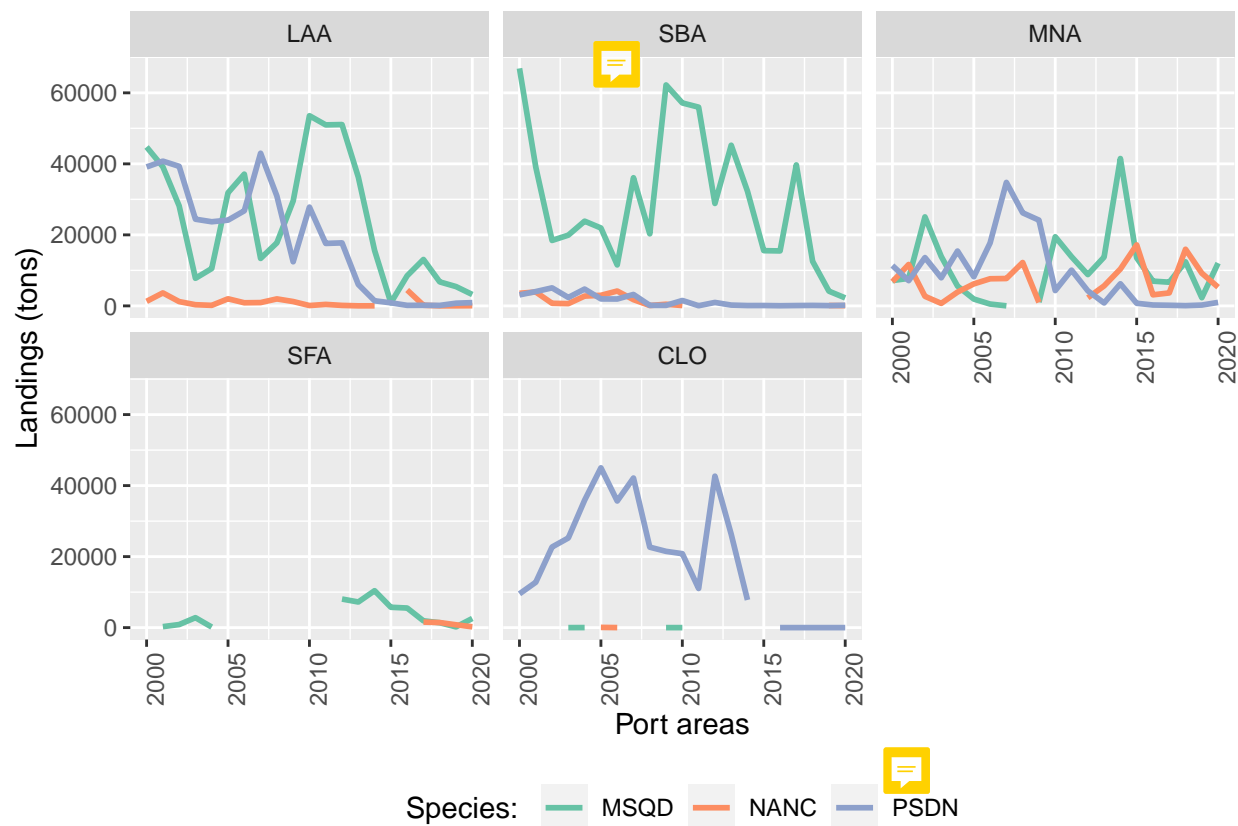 LAA SBA MNA
60000
40000
20000
0
Landings (tons)
2000 2005 2010 2015 2020
SFA CLO
60000
40000
20000
0
2000 2005 2010 2015 2020 2000 2005 2010 2015 2020
Port areas
Species: MSQD NANC PSDN